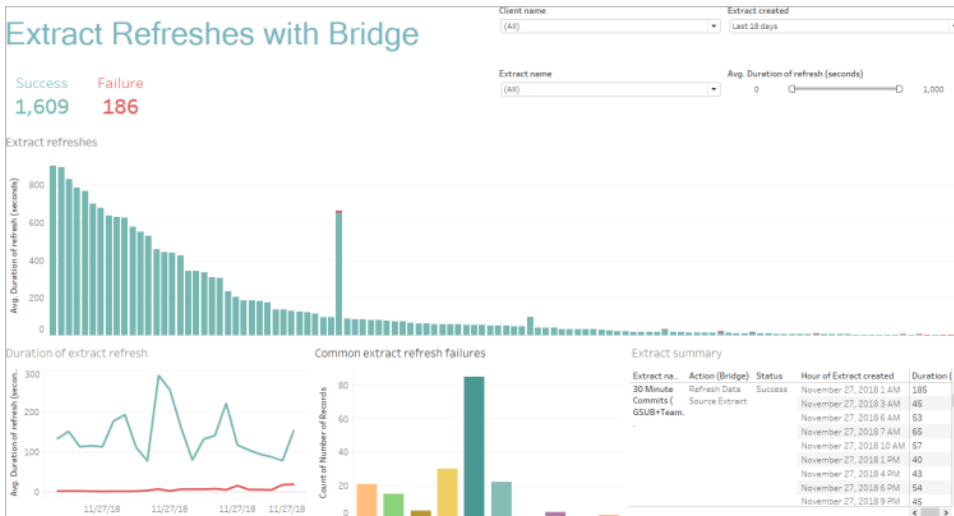 Extract Refreshes with Bridge
Client name
(All)
Extract created
Last 18 days
Success
1,609
Failure
186
Extract name
(All)
Avg. Duration of refresh (seconds)
0
1,000
Extract refreshes
Avg. Duration of refresh (seconds)
800
600
400
200
0
Duration of extract refresh
Avg. Duration of refresh (secon..
300
200
100
0
11/27/18
11/27/18
11/27/18
11/27/18
Common extract refresh failures
Count of Number of Records
80
60
40
20
0
Extract summary
Extract na.. Action (Bridge) Status Hour of Extract created Duration (
30 Minute Refresh Data Success November 27, 2018 1 AM 185
Commits ( Source Extract November 27, 2018 3 AM 45
GSUB+Team. November 27, 2018 6 AM 53
. November 27, 2018 7 AM 65
November 27, 2018 10 AM 57
November 27, 2018 1 PM 40
November 27, 2018 4 PM 43
November 27, 2018 6 PM 54
November 27, 2018 9 PM 45